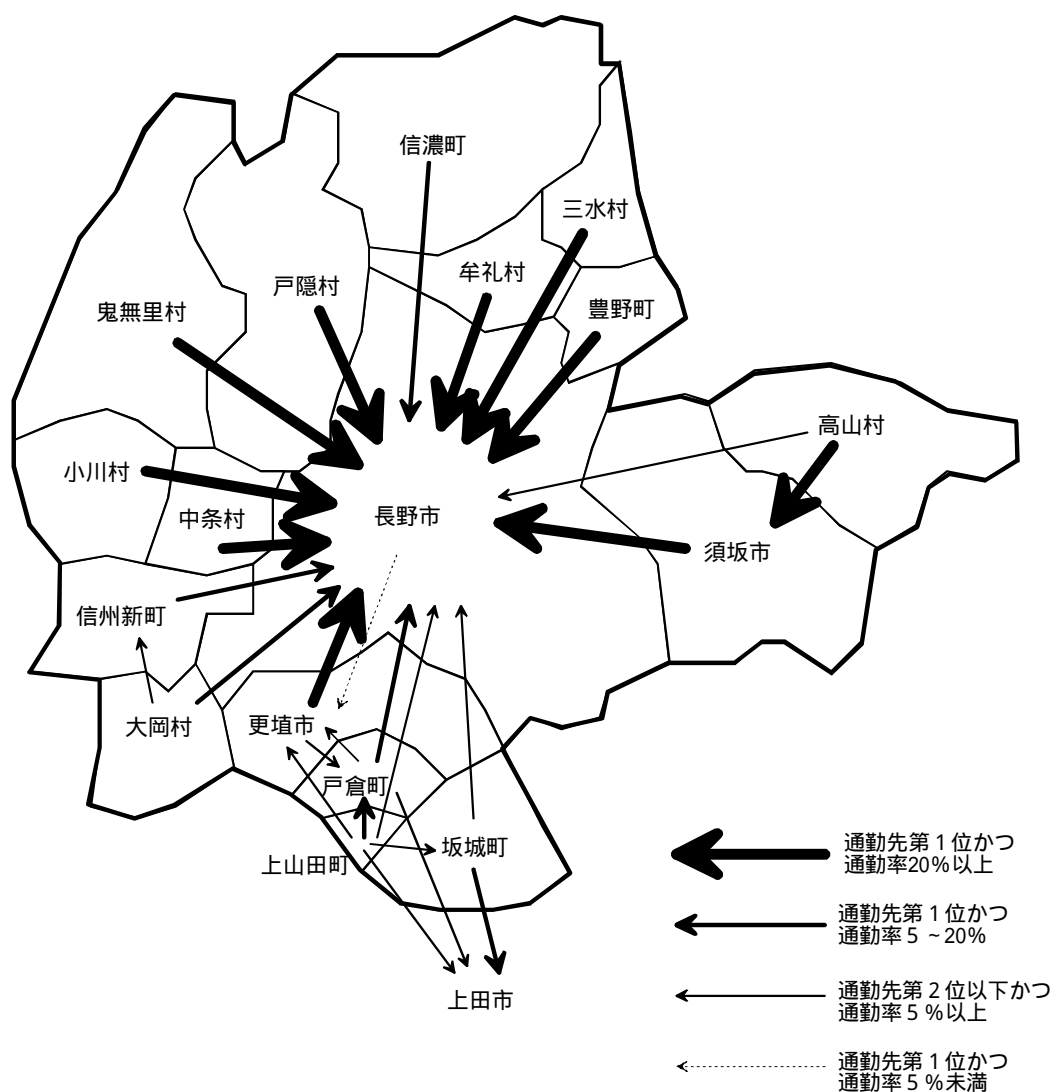 信濃町
三水村
牟礼村
戸隠村
鬼無里村
豊野町
高山村
小川村
中条村
長野市
須坂市
信州新町
大岡村
更埴市
戸倉町
上山田町
坂城町
上田市
通勤先第1位かつ
通勤率20%以上
通勤先第1位かつ
通勤率5~20%
通勤先第2位以下かつ
通勤率5%以上
通勤先第1位かつ
通勤率5%未満